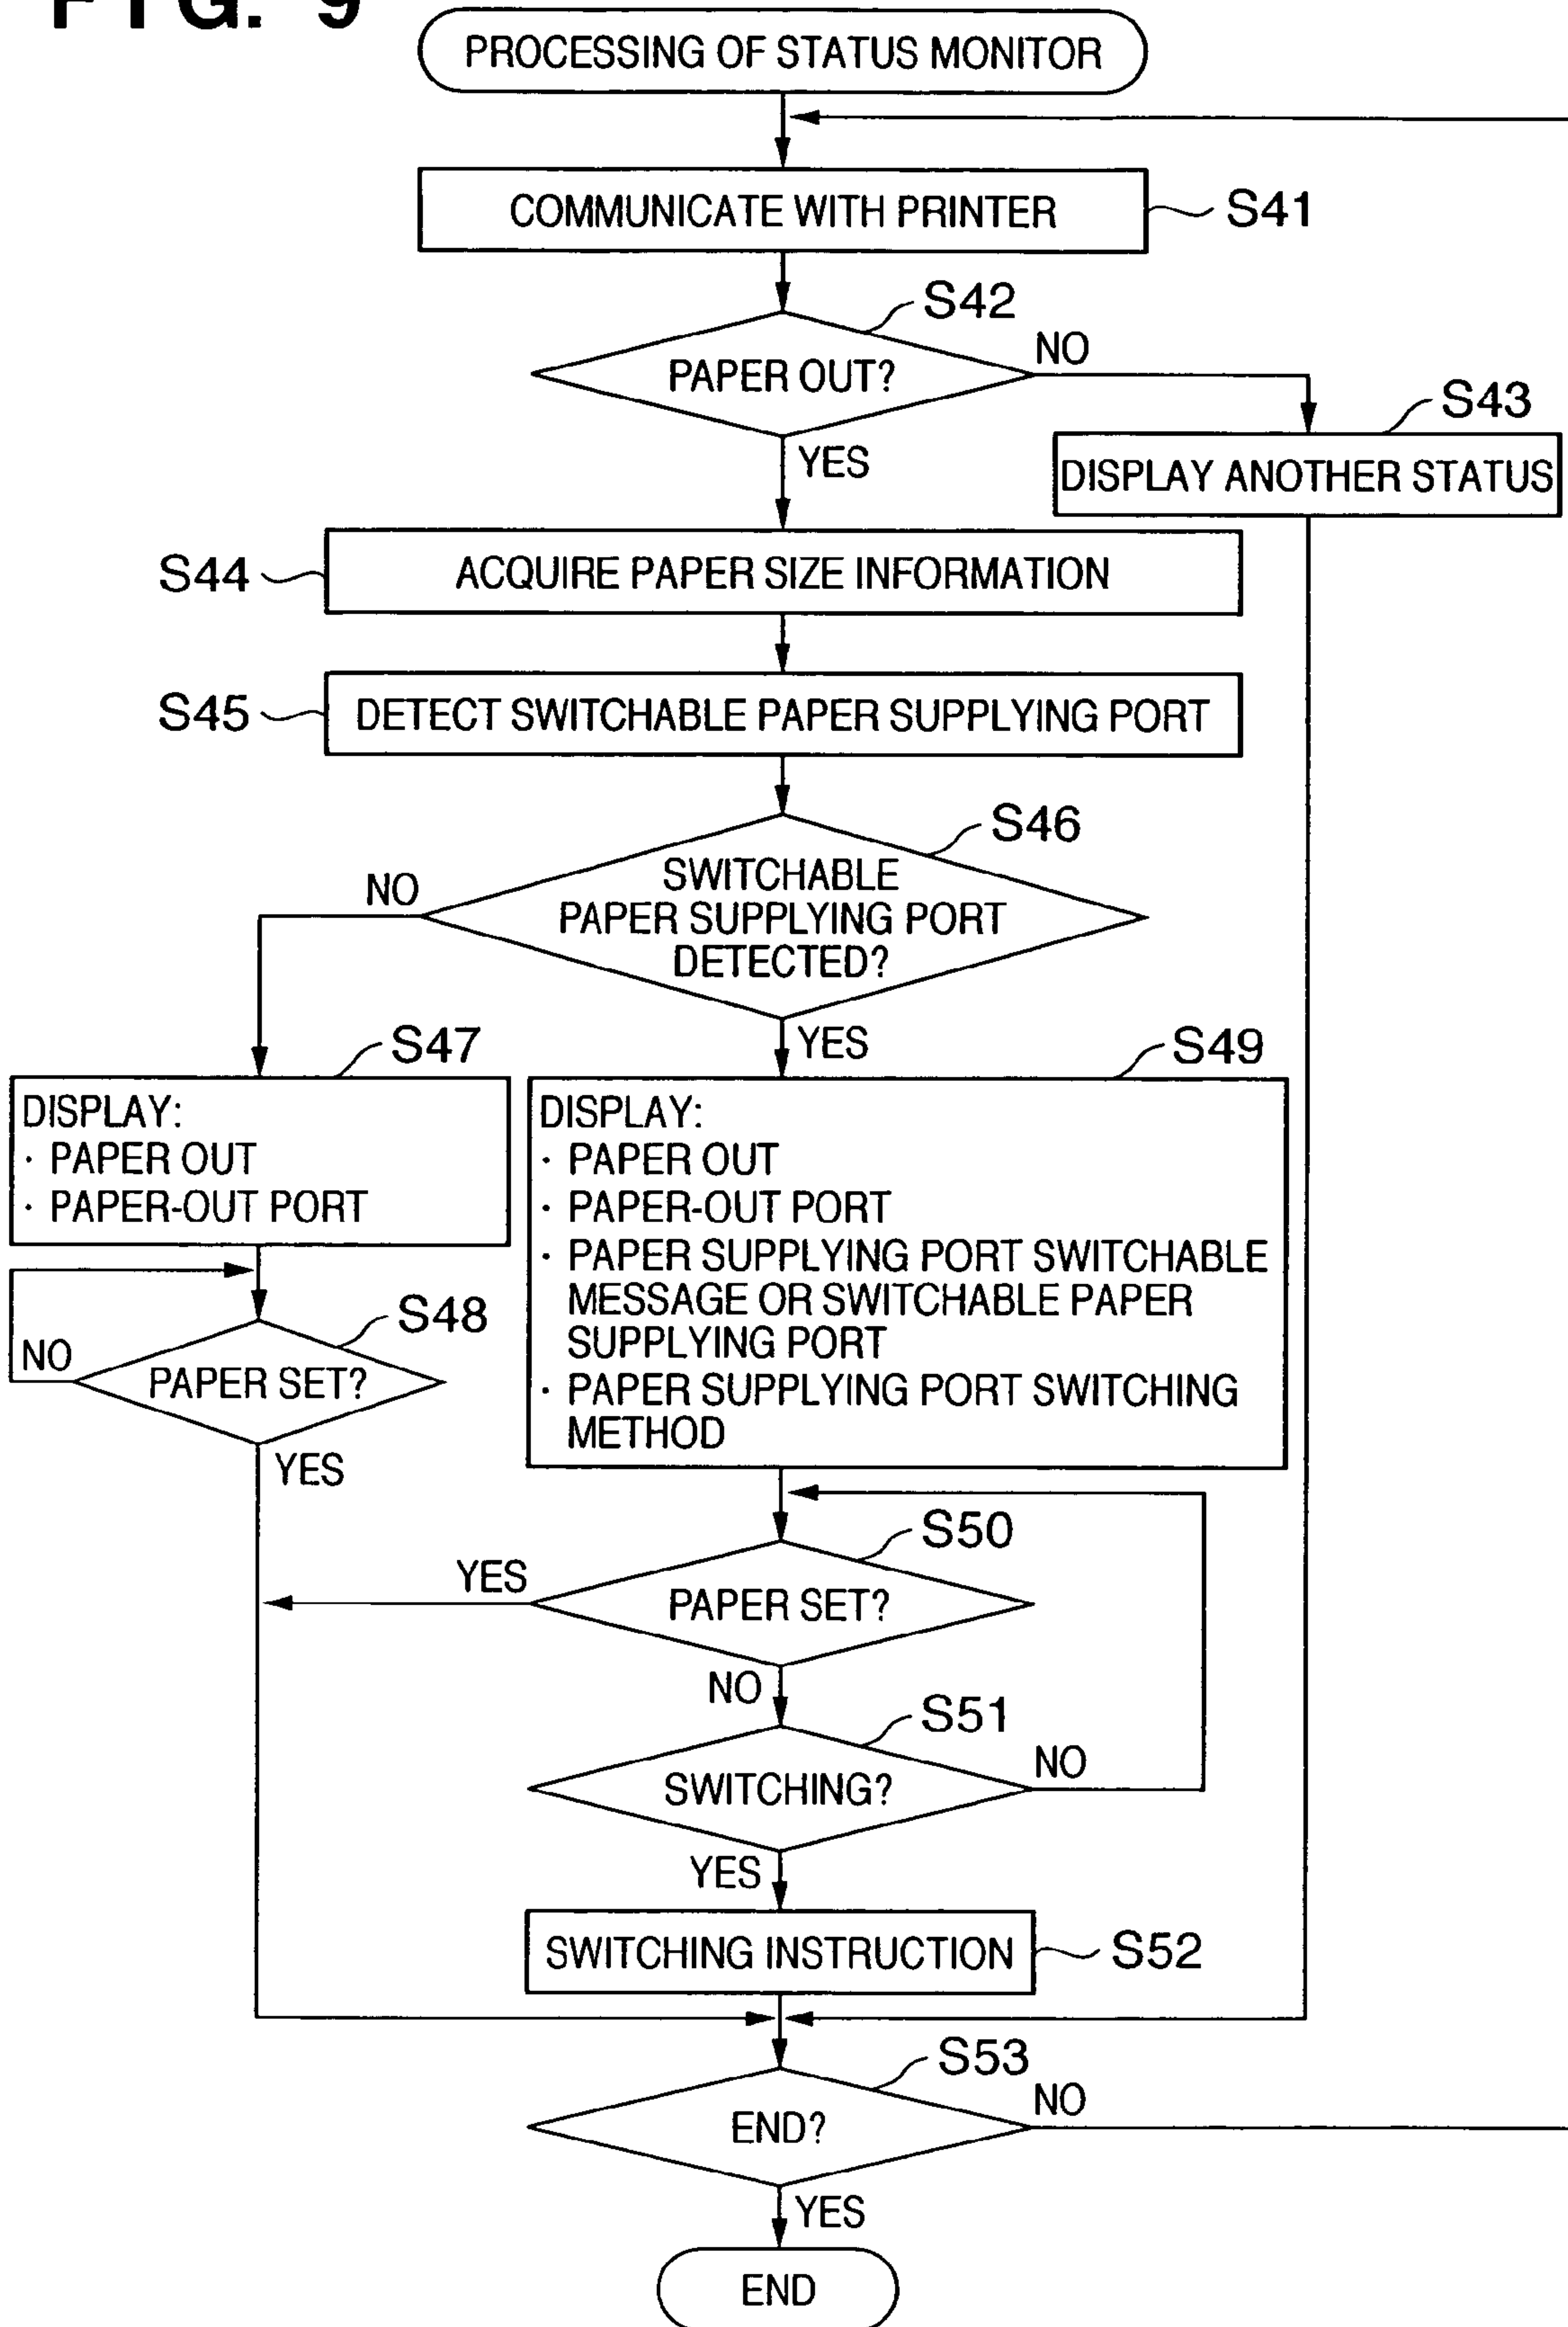 FIG. 9
PROCESSING OF STATUS MONITOR
COMMUNICATE WITH PRINTER
S41
S42
PAPER OUT?
NO
YES
S43
DISPLAY ANOTHER STATUS
S44
ACQUIRE PAPER SIZE INFORMATION
S45
DETECT SWITCHABLE PAPER SUPPLYING PORT
S46
SWITCHABLE
PAPER SUPPLYING PORT
DETECTED?
NO
YES
S47
DISPLAY:
· PAPER OUT
· PAPER-OUT PORT
S48
PAPER SET?
NO
YES
S49
DISPLAY:
· PAPER OUT
· PAPER-OUT PORT
· PAPER SUPPLYING PORT SWITCHABLE
MESSAGE OR SWITCHABLE PAPER
SUPPLYING PORT
· PAPER SUPPLYING PORT SWITCHING
METHOD
S50
YES
PAPER SET?
NO
S51
SWITCHING?
NO
YES
SWITCHING INSTRUCTION
S52
S53
END?
NO
YES
END